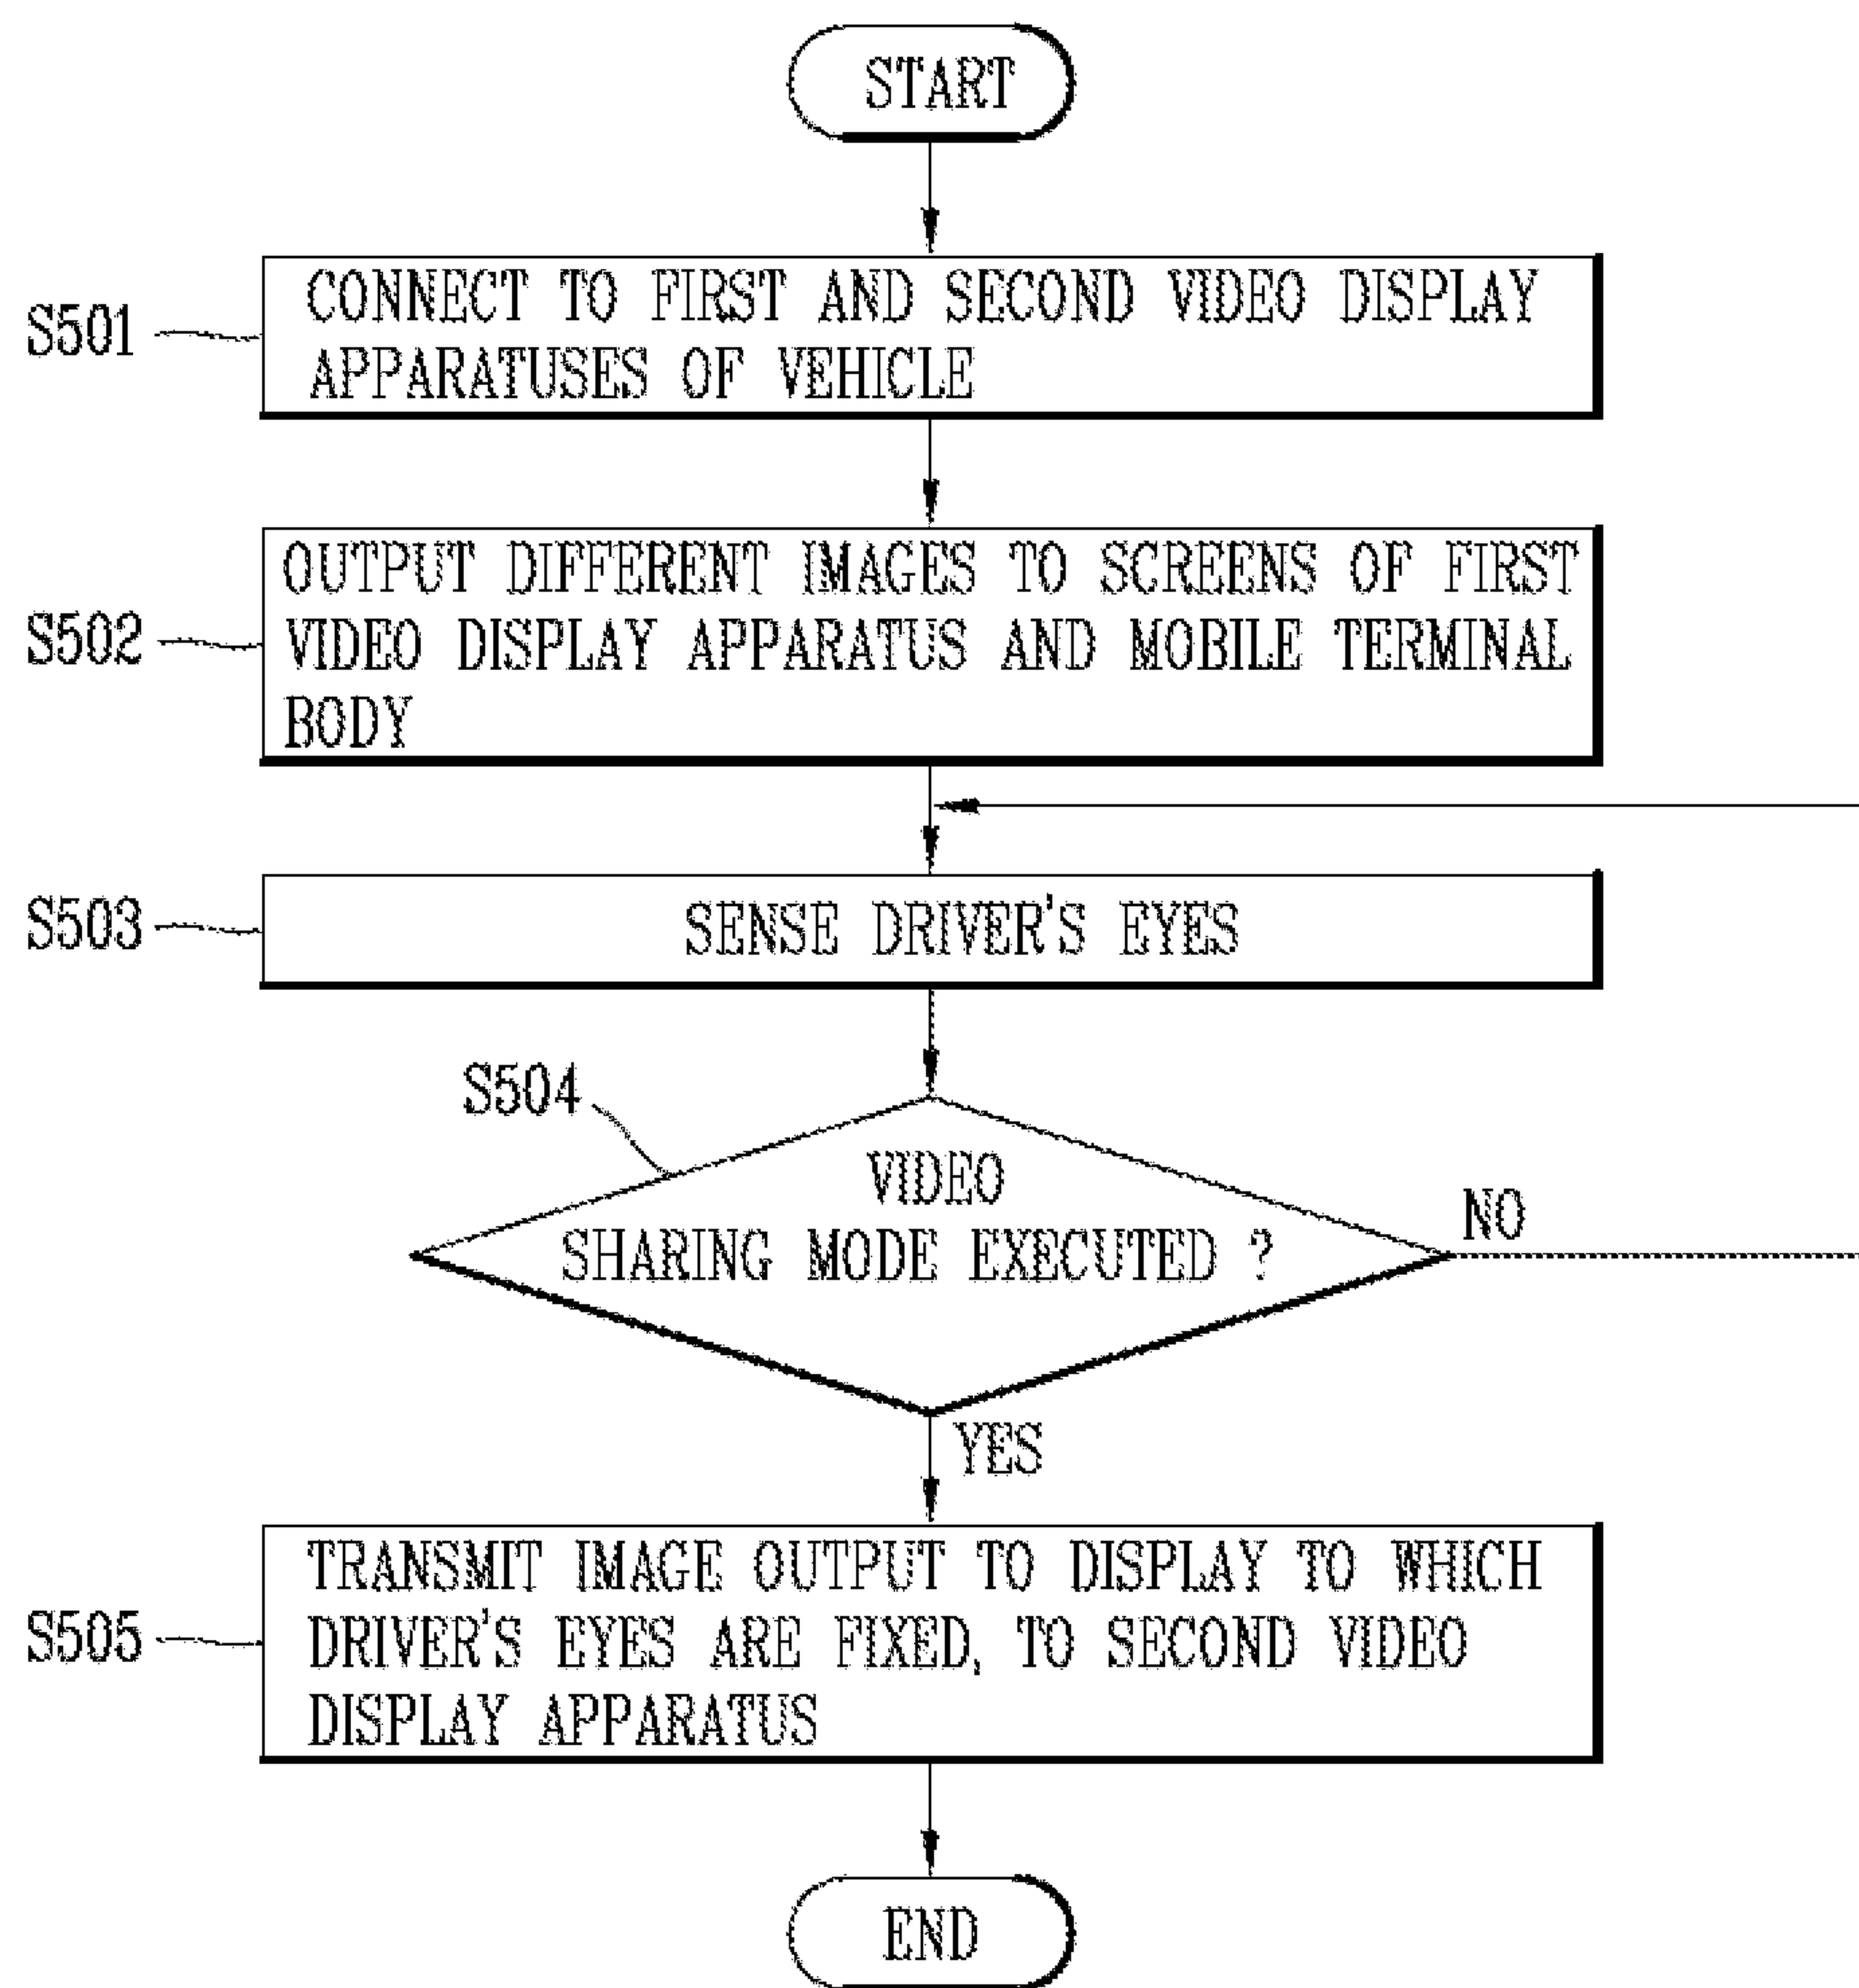 START
S501
CONNECT TO FIRST AND SECOND VIDEO DISPLAY
APPARATUSES OF VEHICLE
S502
OUTPUT DIFFERENT IMAGES TO SCREENS OF FIRST
VIDEO DISPLAY APPARATUS AND MOBILE TERMINAL
BODY
S503
SENSE DRIVER'S EYES
S504
VIDEO
SHARING MODE EXECUTED ?
NO
YES
S505
TRANSMIT IMAGE OUTPUT TO DISPLAY TO WHICH
DRIVER'S EYES ARE FIXED, TO SECOND VIDEO
DISPLAY APPARATUS
END